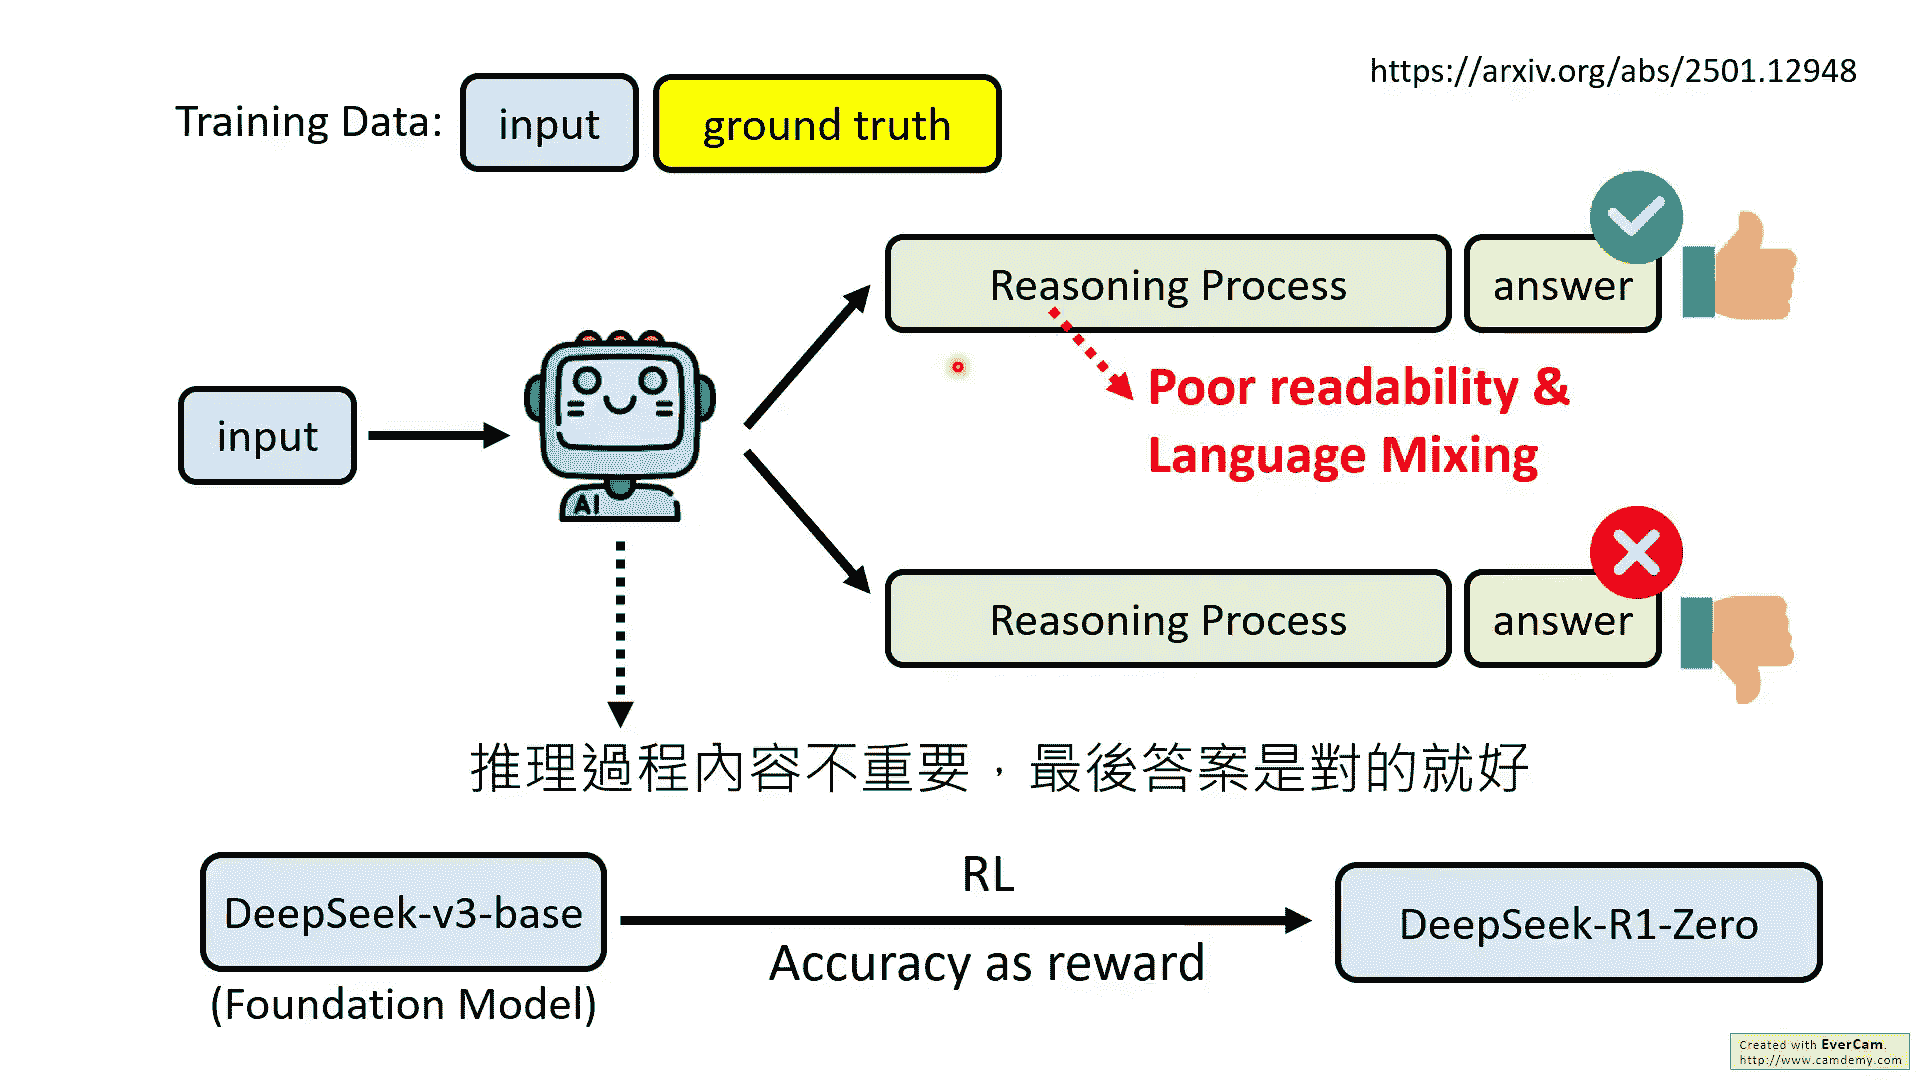 https://arxiv.org/abs/2501.12948
Training Data:
input
ground truth
Reasoning Process
answer
Poor readability &
Language Mixing
input
AI
Reasoning Process
answer
推理過程內容不重要，最後答案是對的就好
RL
DeepSeek-v3-base
DeepSeek-R1-Zero
Accuracy as reward
(Foundation Model)
Created with EverCam.
http://www.camdemy.com